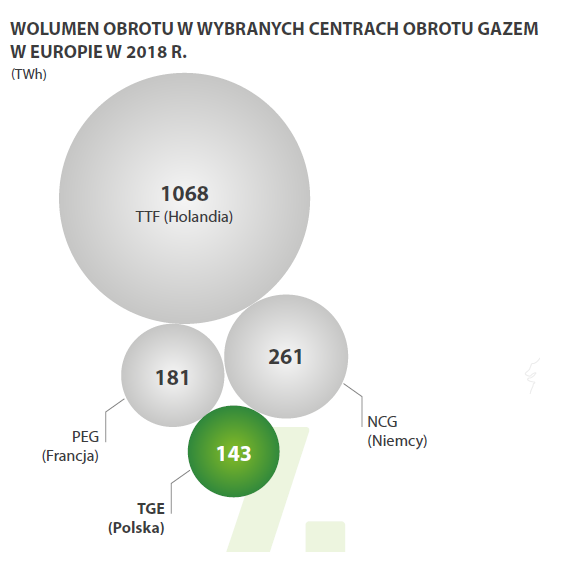 WOLUMEN OBROTU W WYBRANYCH CENTRACH OBROTU GAZEM
W EUROPIE W 2018 R.
(TWh)
1068
TTF (Holandia)
261
181
NCG
(Niemcy)
PEG
(Francja)
143
TGE
(Polska)